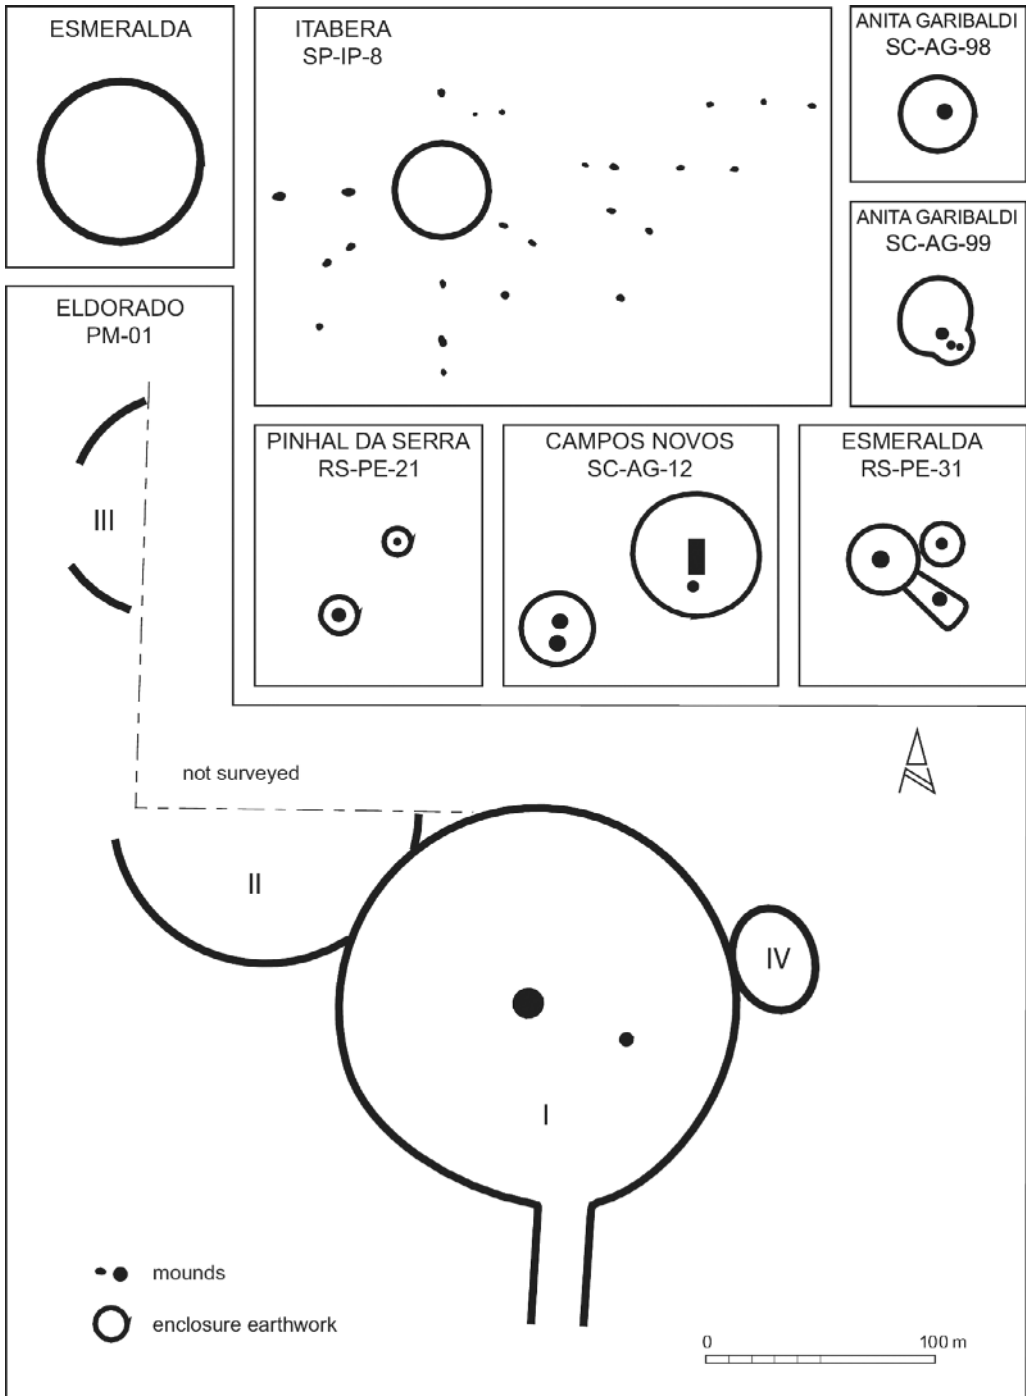 ESMERALDA
ITABERA
SP-IP-8
ANITA GARIBALDI
SC-AG-98
ANITA GARIBALDI
SC-AG-99
ELDORADO
PM-01
III
PINHAL DA SERRA
RS-PE-21
CAMPOS NOVOS
SC-AG-12
ESMERALDA
RS-PE-31
not surveyed
II
IV
I
mounds
enclosure earthwork
0 100 m